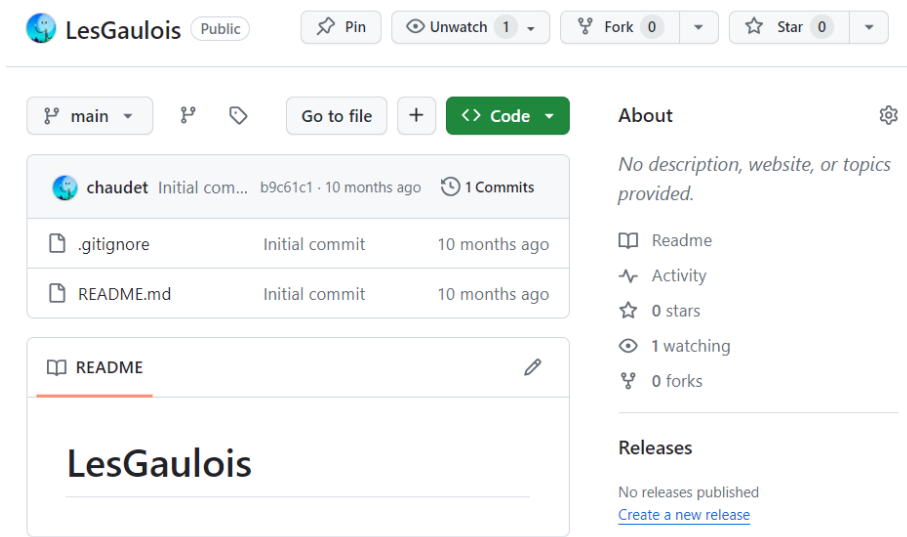 LesGaulois Public Pin Unwatch 1 Fork 0 Star 0
main Go to file Code
chaudet Initial com... b9c61c1 · 10 months ago 1 Commits
.gitignore Initial commit 10 months ago
README.md Initial commit 10 months ago
README
LesGaulois
About
No description, website, or topics
provided.
Readme
Activity
0 stars
1 watching
0 forks
Releases
No releases published
Create a new release